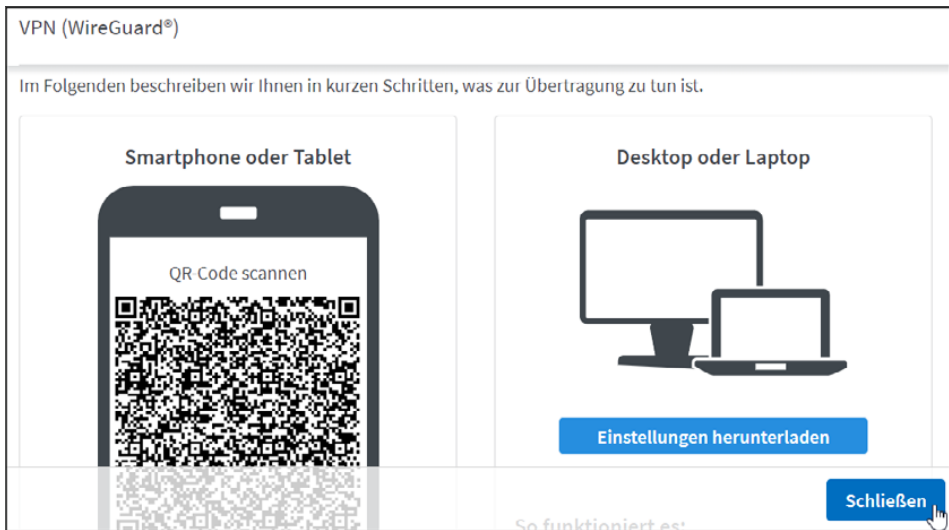 VPN (WireGuard®)
Im Folgenden beschreiben wir Ihnen in kurzen Schritten, was zur Übertragung zu tun ist.
Smartphone oder Tablet
QR-Code scannen
Desktop oder Laptop
Einstellungen herunterladen
So funktioniert es:
Schließen